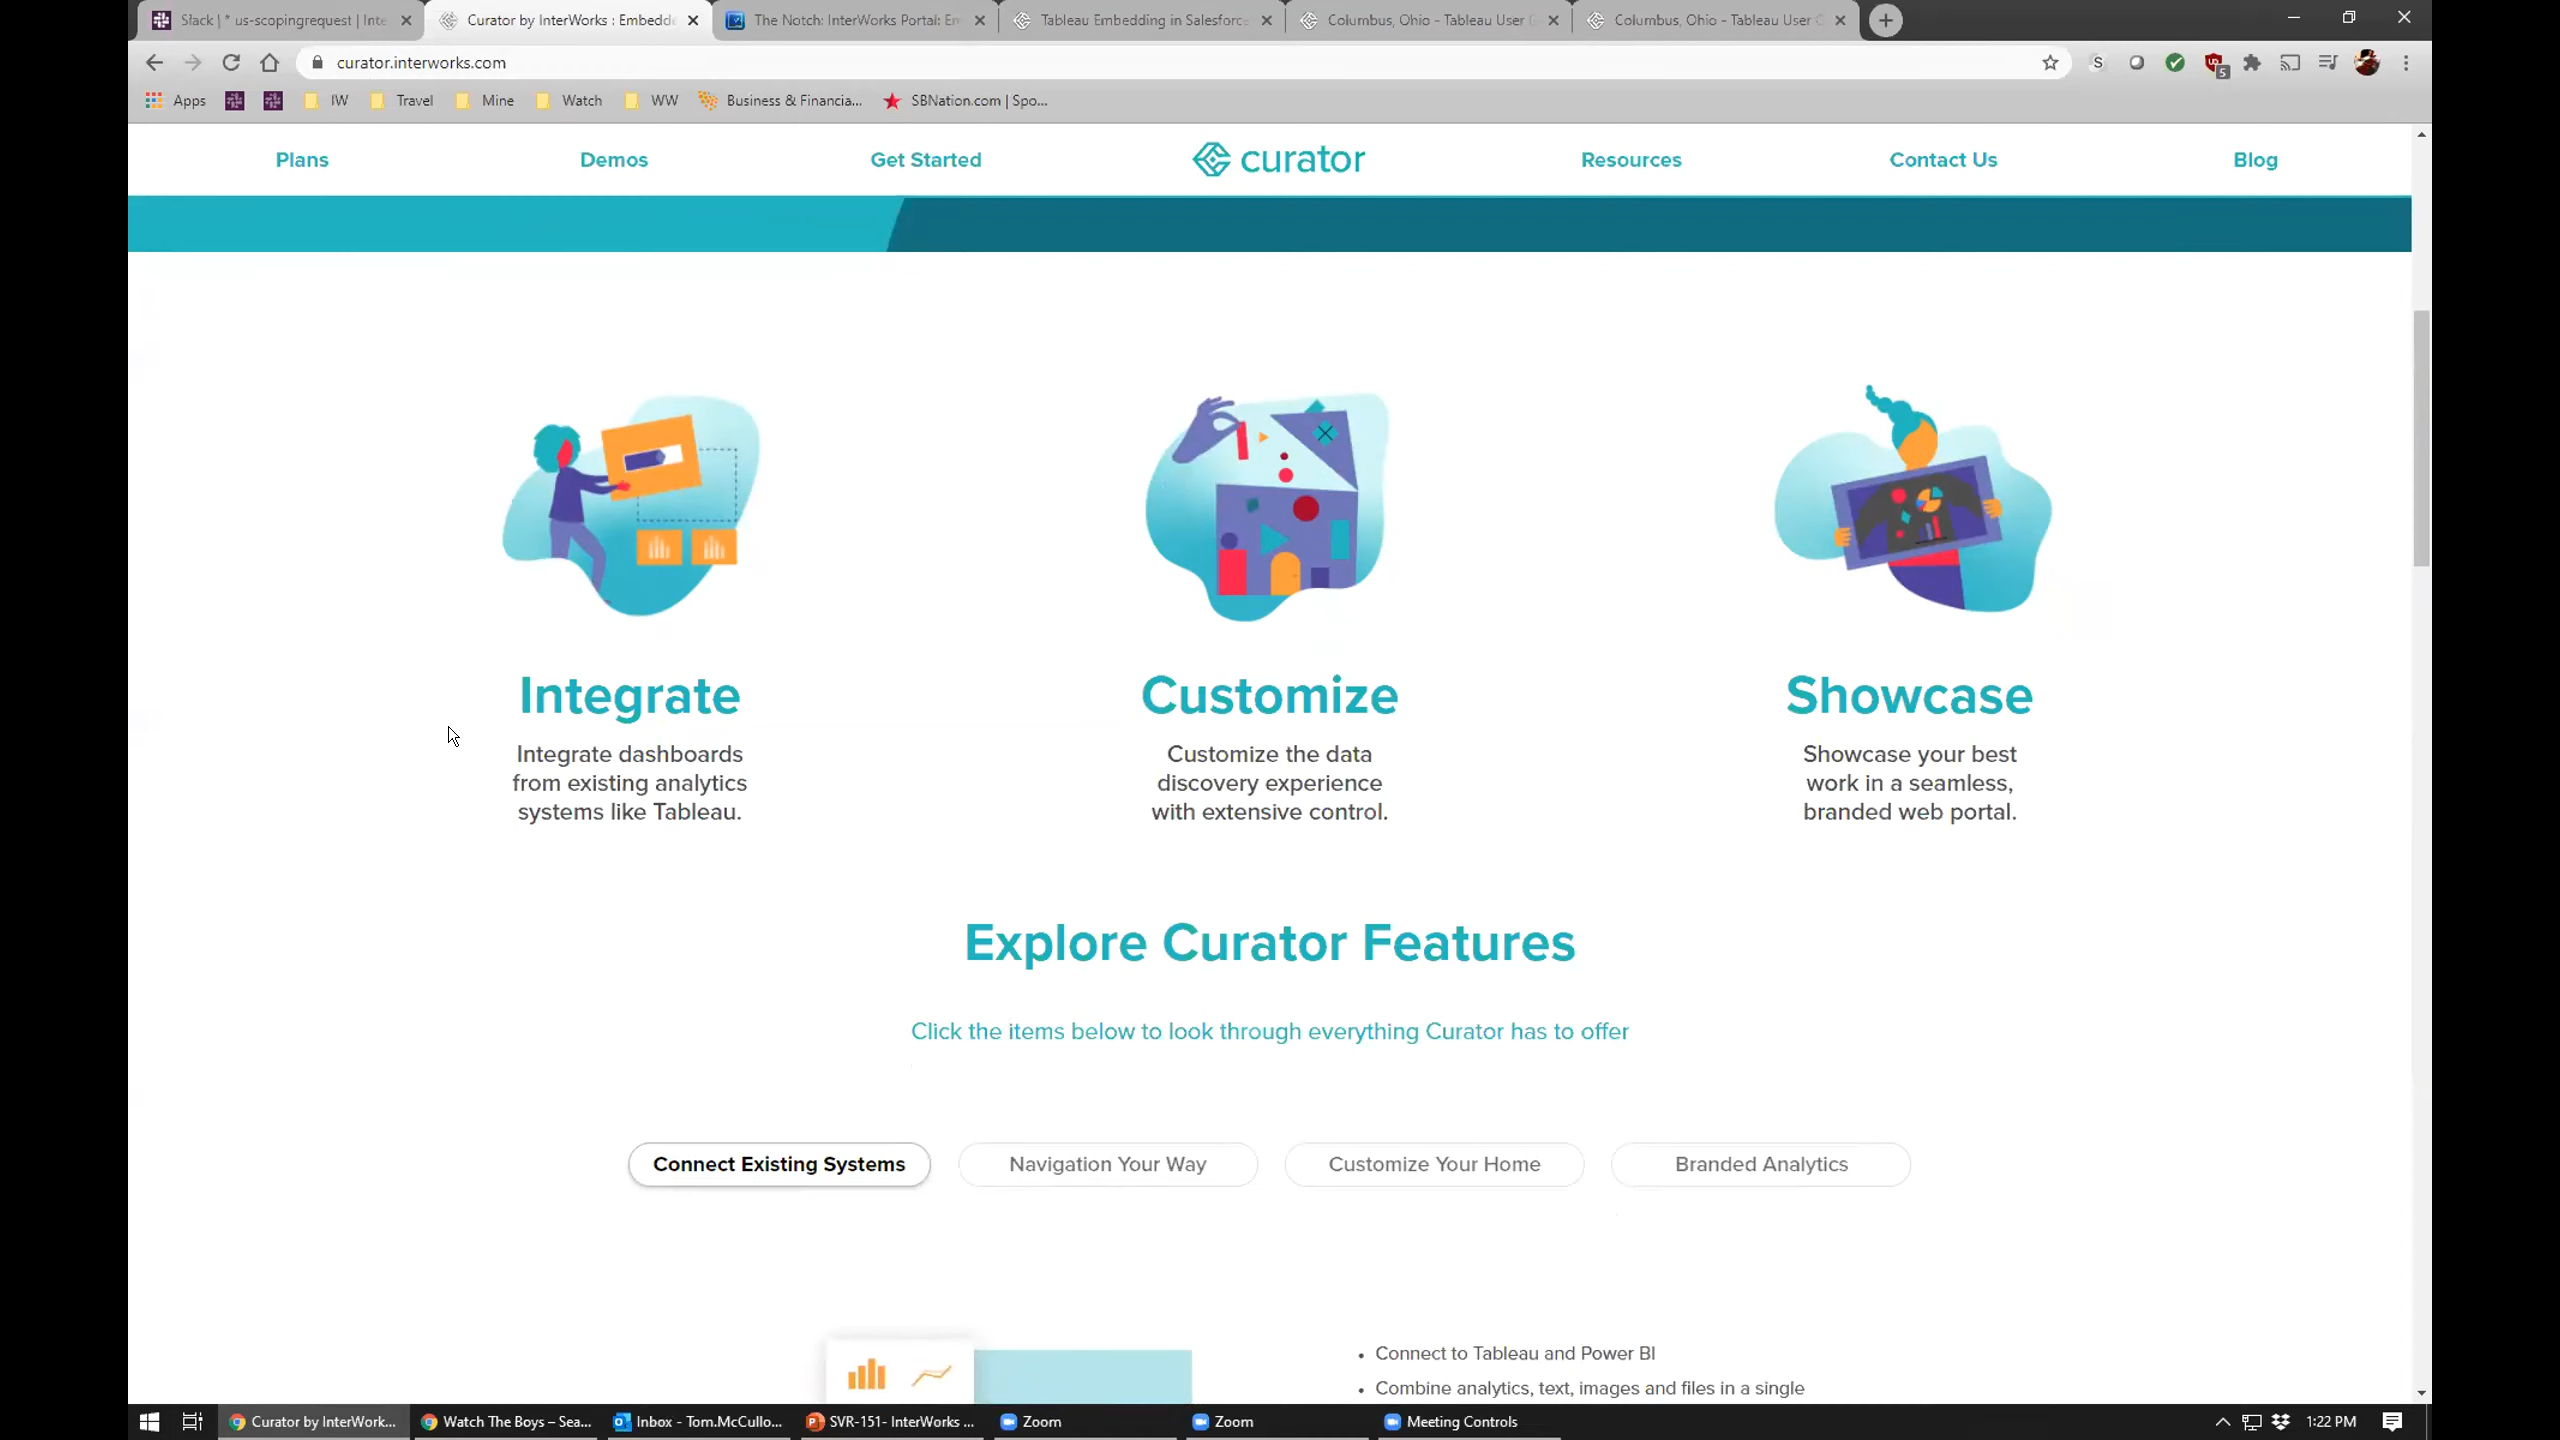 Slack | * us-scopingrequest | Inte
Curator by InterWorks : Embedde
The Notch: InterWorks Portal: Em
Tableau Embedding in Salesforce
Columbus, Ohio - Tableau User G
Columbus, Ohio - Tableau User G
curator.interworks.com
S
5
Apps
IW
Travel
Mine
Watch
WW
Business & Financia...
SBNation.com | Spo...
Plans
Demos
Get Started
curator
Resources
Contact Us
Blog
Integrate
Integrate dashboards
from existing analytics
systems like Tableau.
Customize
Customize the data
discovery experience
with extensive control.
Showcase
Showcase your best
work in a seamless,
branded web portal.
Explore Curator Features
Click the items below to look through everything Curator has to offer
Connect Existing Systems
Navigation Your Way
Customize Your Home
Branded Analytics
• Connect to Tableau and Power BI
• Combine analytics, text, images and files in a single
Curator by InterWork...
Watch The Boys – Sea...
Inbox - Tom.McCullo...
SVR-151- InterWorks ...
Zoom
Zoom
Meeting Controls
1:22 PM